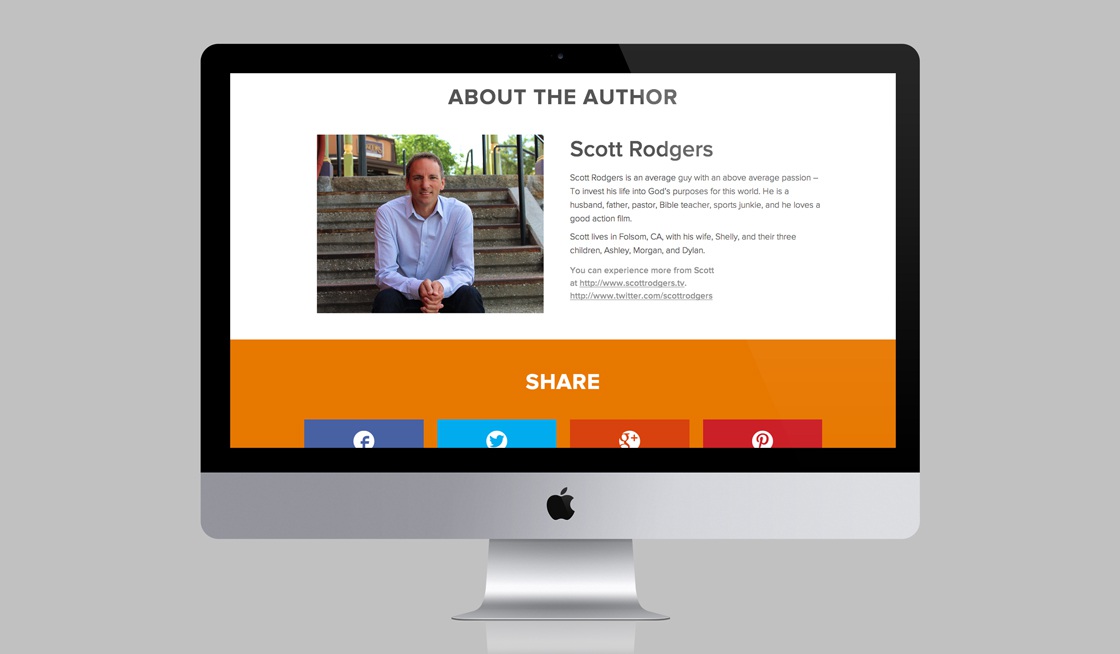 ABOUT THE AUTHOR
Scott Rodgers
Scott Rodgers is an average guy with an above average passion –
To invest his life into God's purposes for this world. He is a
husband, father, pastor, Bible teacher, sports junkie, and he loves a
good action film.
Scott lives in Folsom, CA, with his wife, Shelly, and their three
children, Ashley, Morgan, and Dylan.
You can experience more from Scott
at http://www.scottrodgers.tv.
http://www.twitter.com/scottrodgers
SHARE